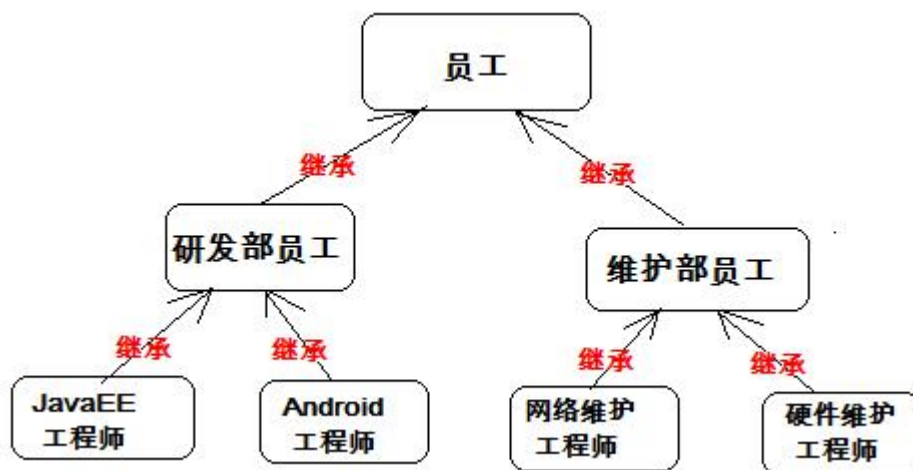 员工
继承
继承
研发部员工
维护部员工
继承
继承
继承
继承
JavaEE
工程师
Android
工程师
网络维护
工程师
硬件维护
工程师